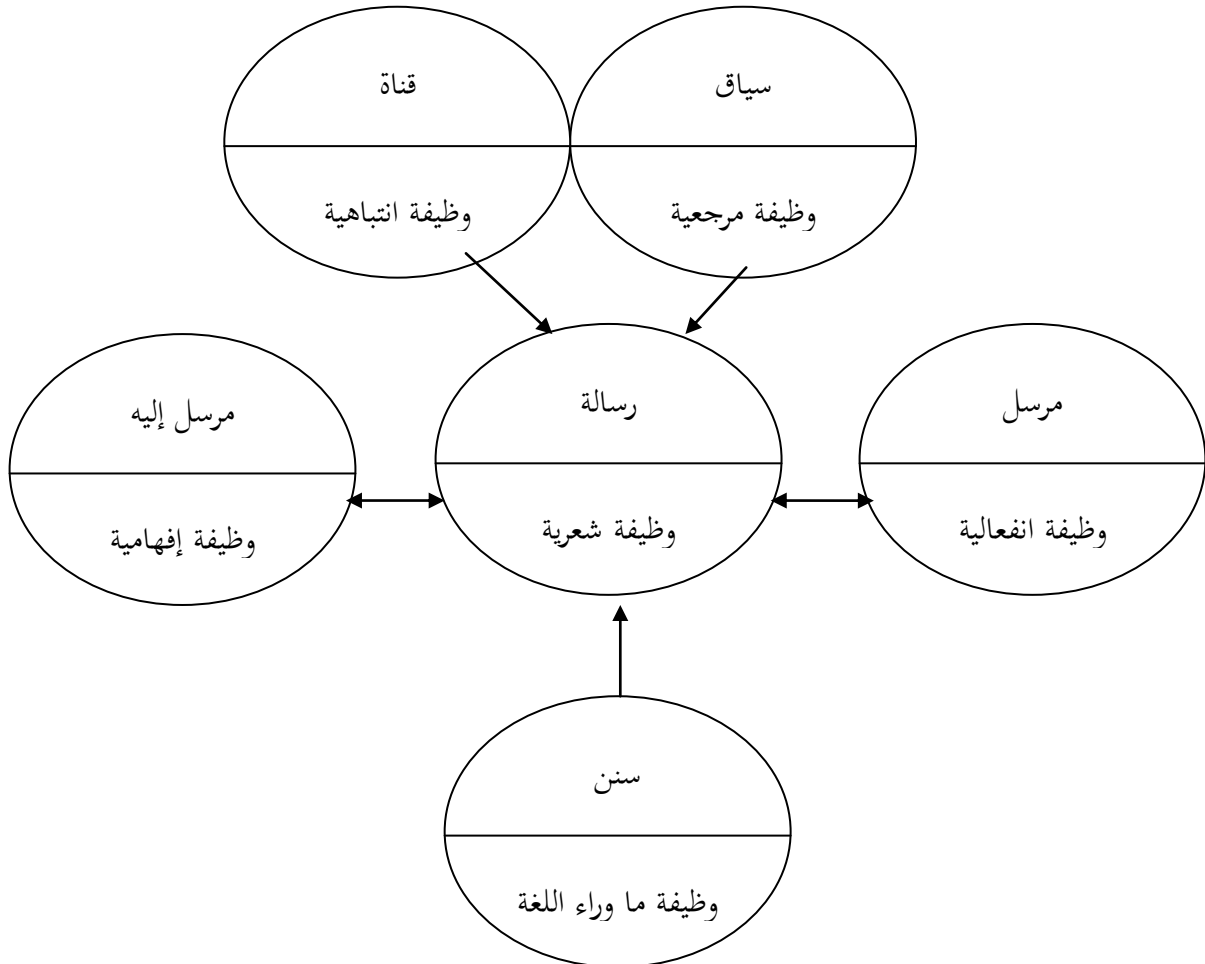 سياق
وظيفة مرجعية
قناة
وظيفة انتباهية
مرسل
وظيفة انفعالية
رسالة
وظيفة شعرية
مرسل إليه
وظيفة إفهامية
سنن
وظيفة ما وراء اللغة